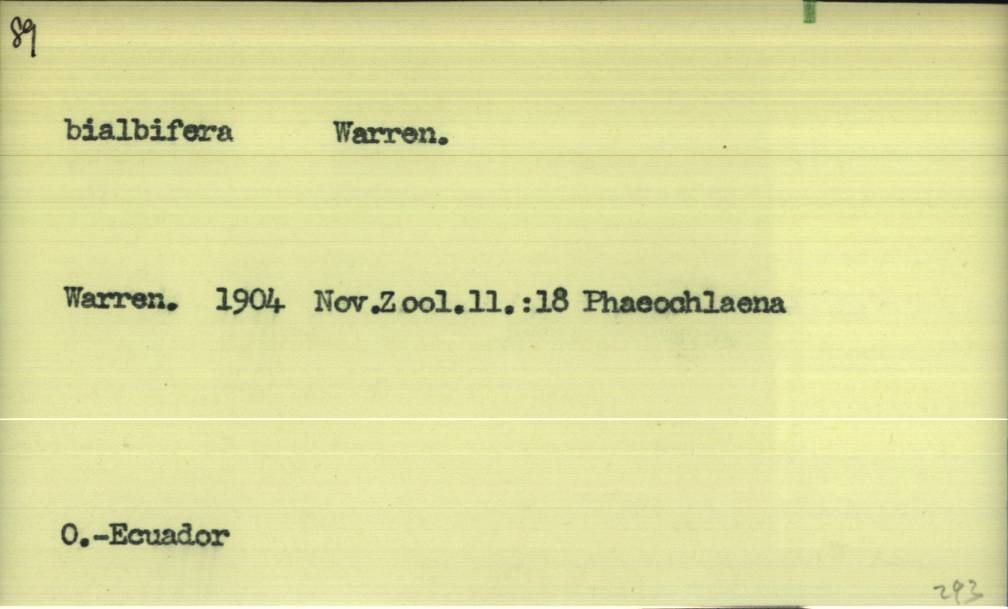 89
bialbifera Warren.
Warren. 1904 Nov.Zool.11.:18 Phaeochlaena
O.-Ecuador
293